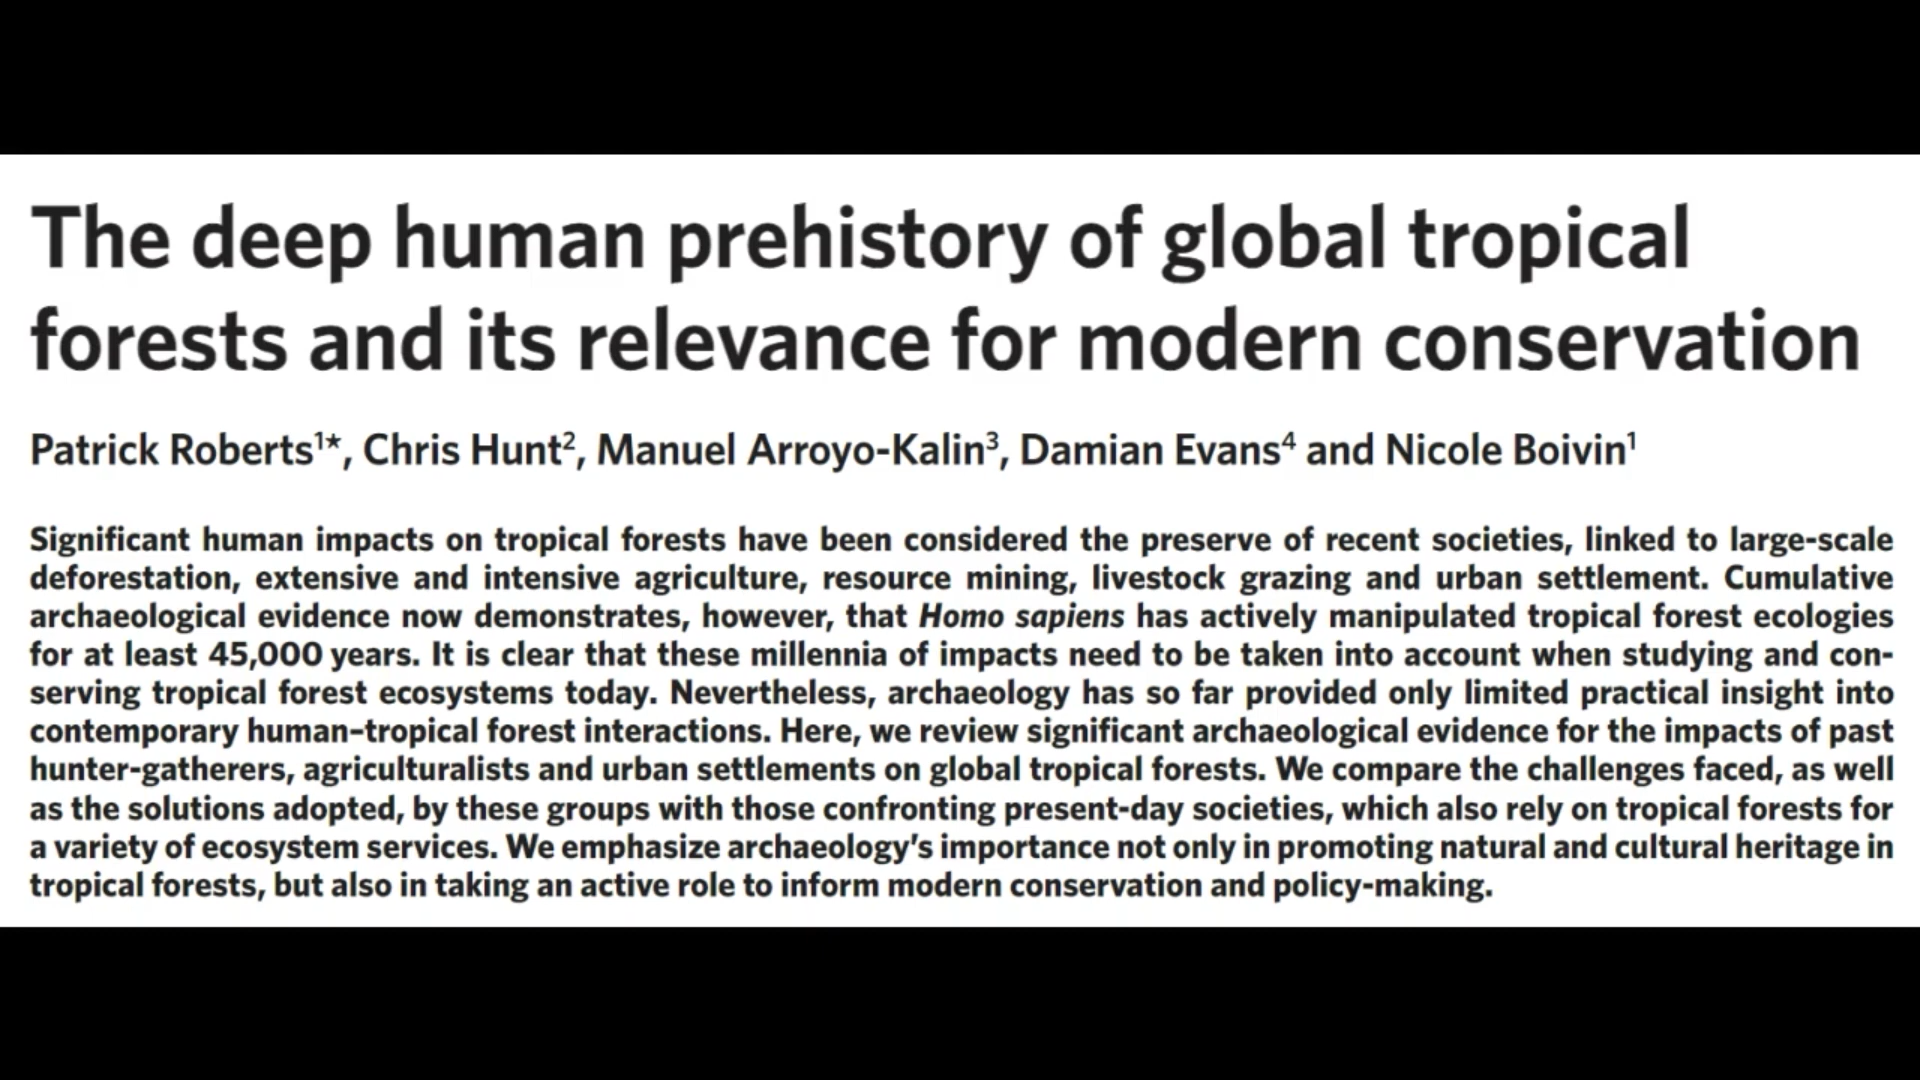 The deep human prehistory of global tropical
forests and its relevance for modern conservation
Patrick Roberts¹*, Chris Hunt², Manuel Arroyo-Kalin³, Damian Evans⁴ and Nicole Boivin¹
Significant human impacts on tropical forests have been considered the preserve of recent societies, linked to large-scale
deforestation, extensive and intensive agriculture, resource mining, livestock grazing and urban settlement. Cumulative
archaeological evidence now demonstrates, however, that Homo sapiens has actively manipulated tropical forest ecologies
for at least 45,000 years. It is clear that these millennia of impacts need to be taken into account when studying and con-
serving tropical forest ecosystems today. Nevertheless, archaeology has so far provided only limited practical insight into
contemporary human–tropical forest interactions. Here, we review significant archaeological evidence for the impacts of past
hunter-gatherers, agriculturalists and urban settlements on global tropical forests. We compare the challenges faced, as well
as the solutions adopted, by these groups with those confronting present-day societies, which also rely on tropical forests for
a variety of ecosystem services. We emphasize archaeology’s importance not only in promoting natural and cultural heritage in
tropical forests, but also in taking an active role to inform modern conservation and policy-making.